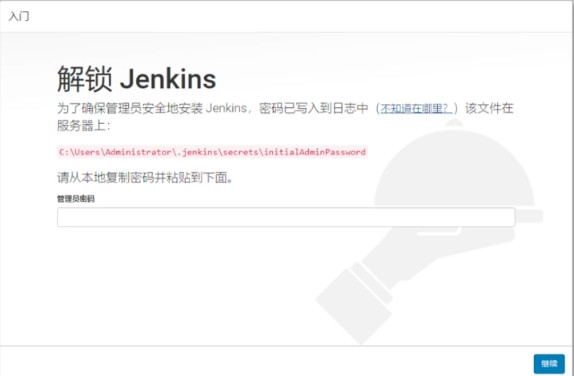 入门
解锁 Jenkins
为了确保管理员安全地安装 Jenkins，密码已写入到日志中（不知道在哪里？）该文件在
服务器上：
C:\Users\Administrator\.jenkins\secrets\initialAdminPassword
请从本地复制密码并粘贴到下面。
管理员密码
继续